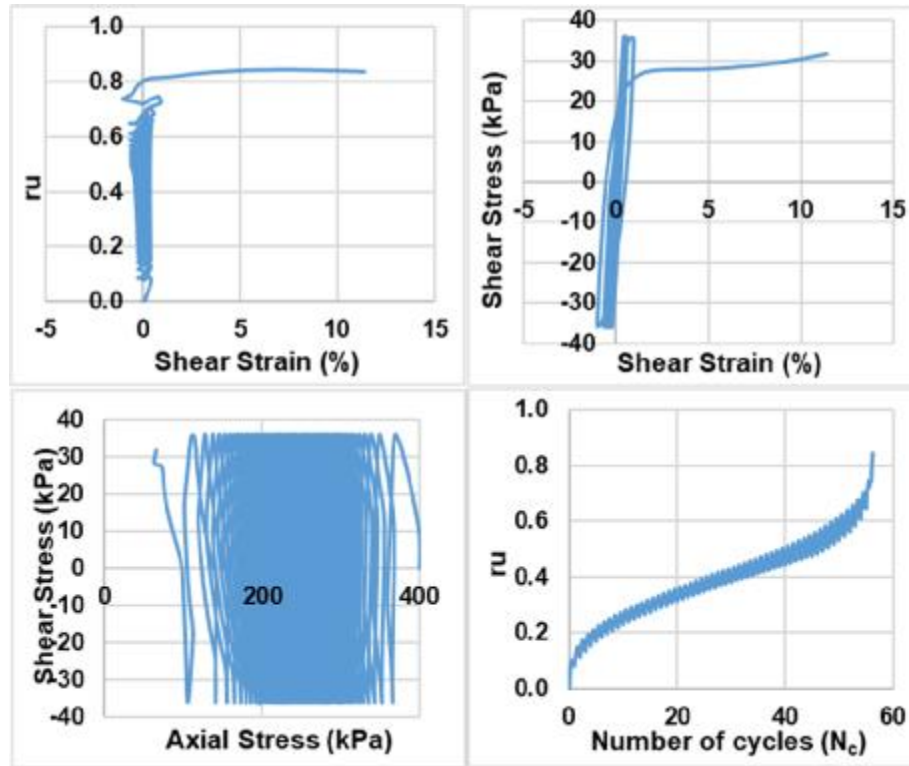 1.0
0.8
0.6
0.4
0.2
0.0
ru
-5 0 5 10 15
Shear Strain (%)
40
30
20
10
0
-10
-20
-30
-40
Shear Stress (kPa)
-5 0 5 10 15
Shear Strain (%)
40
30
20
10
0
-10
-20
-30
-40
Shear Stress (kPa)
0 200 400
Axial Stress (kPa)
1.0
0.8
0.6
0.4
0.2
0.0
ru
0 20 40 60
Number of cycles (Nc)